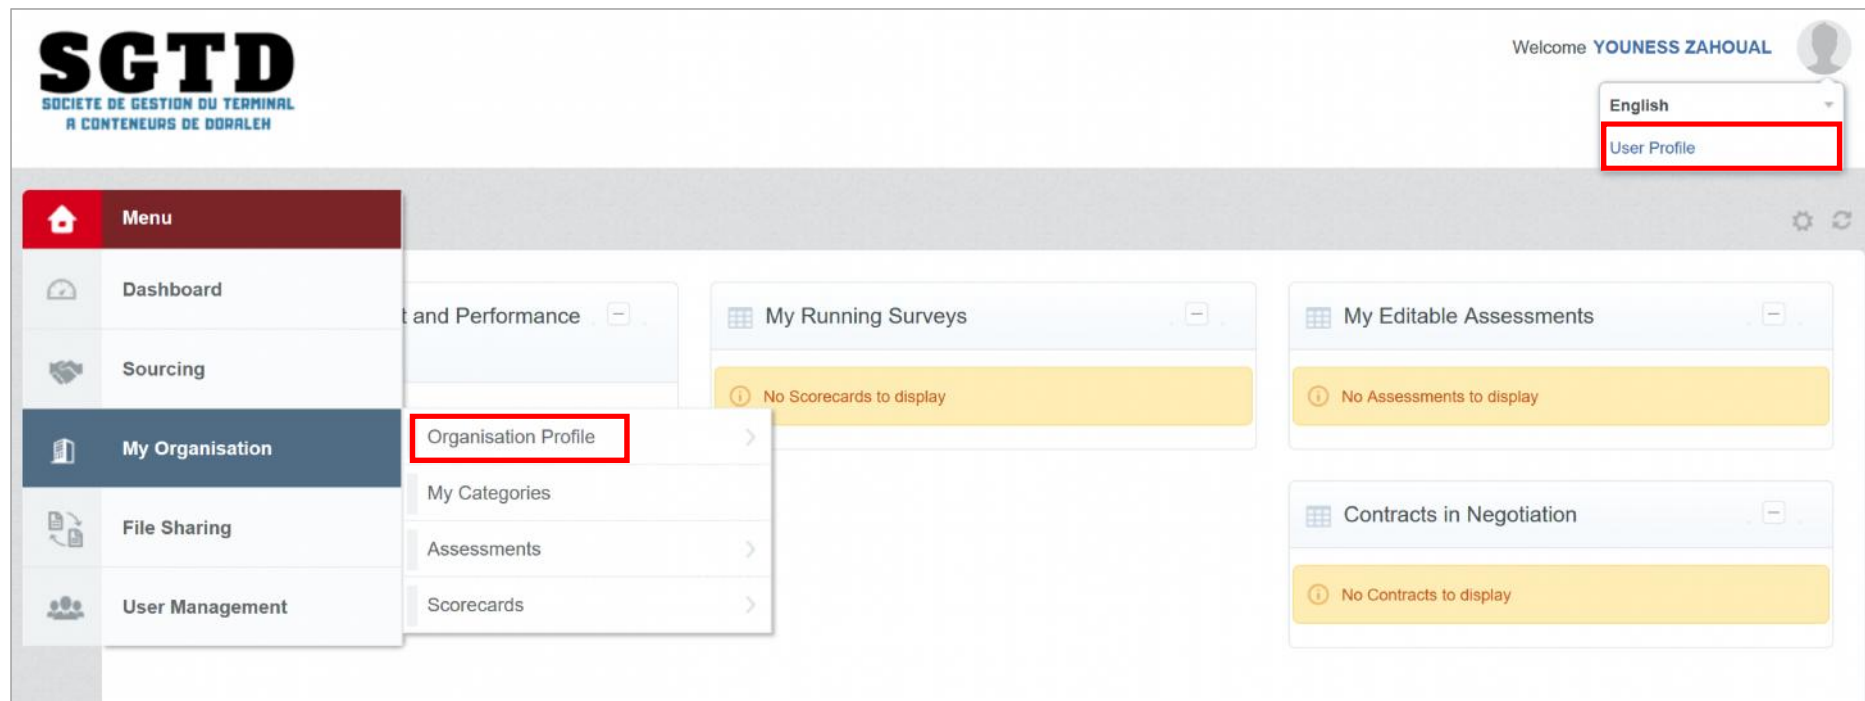 SGTD
SOCIETE DE GESTION DU TERMINAL
A CONTENEURS DE DORALEH
Welcome YOUNESS ZAHOUAL
English
User Profile
Menu
Dashboard
Sourcing
My Organisation
File Sharing
User Management
Organisation Profile
My Categories
Assessments
Scorecards
and Performance
My Running Surveys
No Scorecards to display
My Editable Assessments
No Assessments to display
Contracts in Negotiation
No Contracts to display